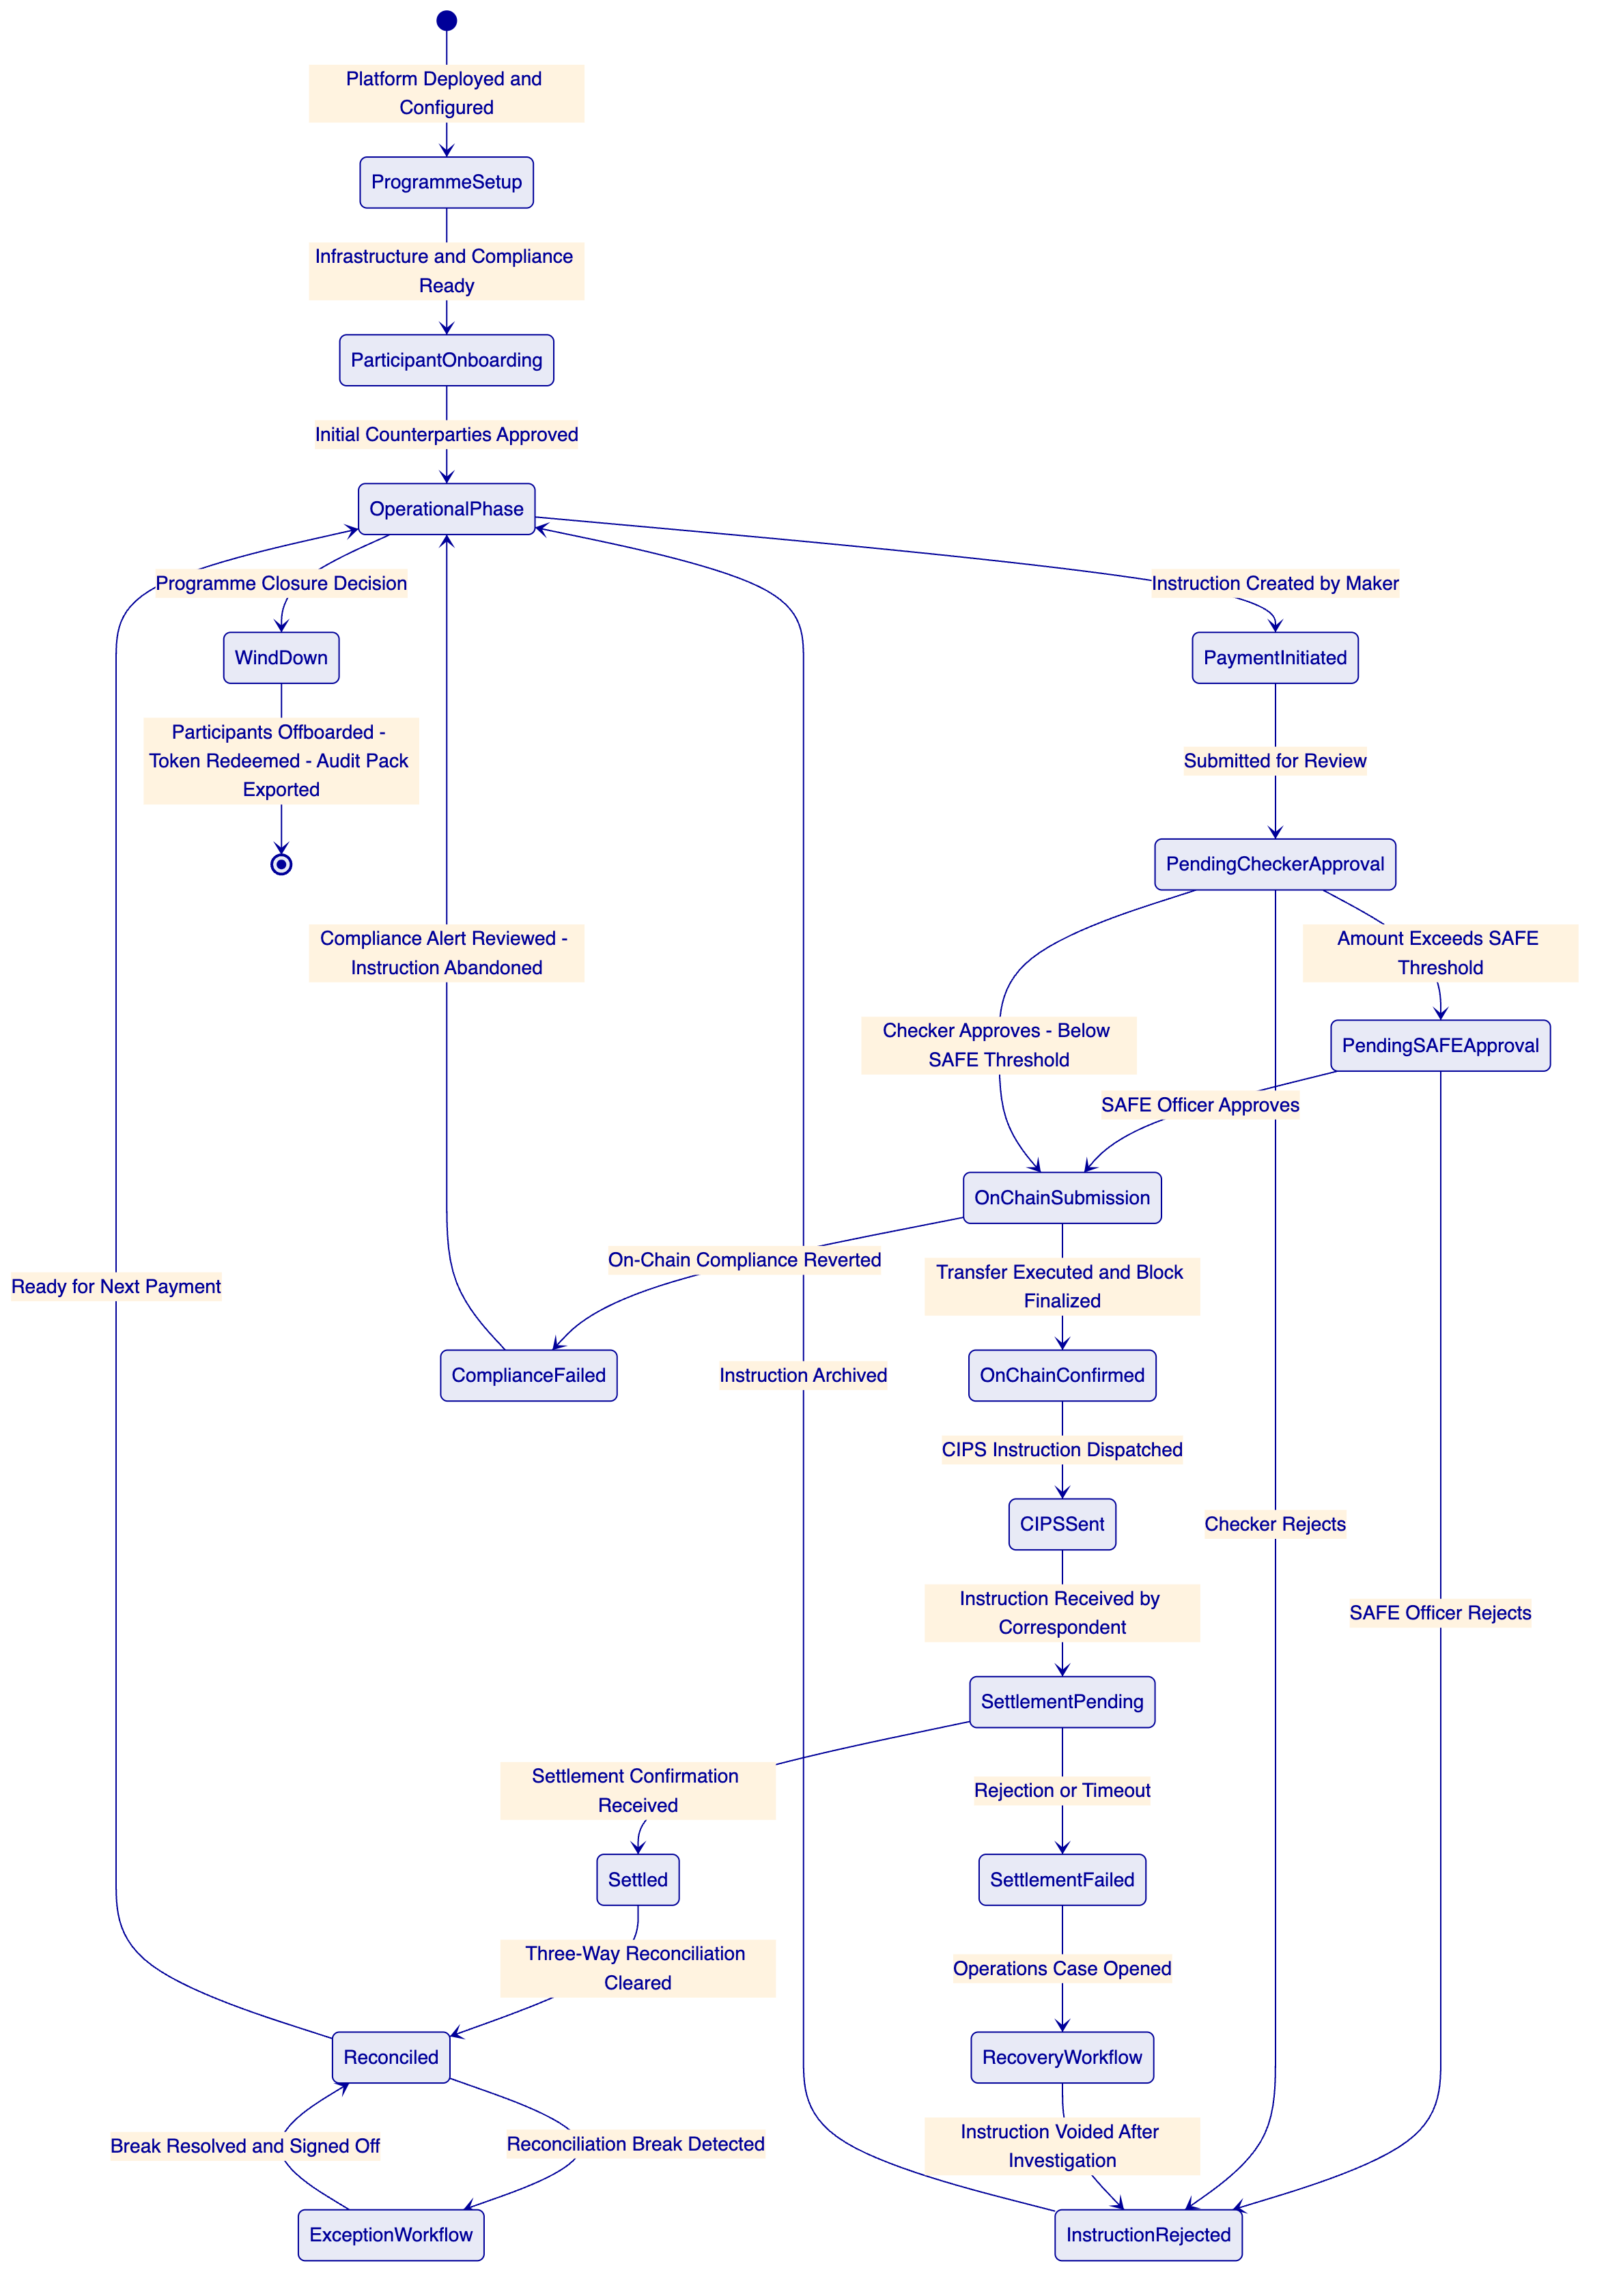 Platform Deployed and
Configured
ProgrammeSetup
Infrastructure and Compliance
Ready
ParticipantOnboarding
Initial Counterparties Approved
OperationalPhase
Programme Closure Decision
Instruction Created by Maker
WindDown
PaymentInitiated
Participants Offboarded -
Token Redeemed - Audit Pack
Exported
Submitted for Review
PendingCheckerApproval
Compliance Alert Reviewed -
Instruction Abandoned
Amount Exceeds SAFE
Threshold
Checker Approves - Below
SAFE Threshold
PendingSAFEApproval
SAFE Officer Approves
OnChainSubmission
On-Chain Compliance Reverted
Transfer Executed and Block
Finalized
Ready for Next Payment
ComplianceFailed
Instruction Archived
OnChainConfirmed
CIPS Instruction Dispatched
CIPSSent
Checker Rejects
Instruction Received by
Correspondent
SAFE Officer Rejects
SettlementPending
Settlement Confirmation
Received
Rejection or Timeout
Settled
SettlementFailed
Three-Way Reconciliation
Cleared
Operations Case Opened
Reconciled
RecoveryWorkflow
Break Resolved and Signed Off
Reconciliation Break Detected
Instruction Voided After
Investigation
ExceptionWorkflow
InstructionRejected